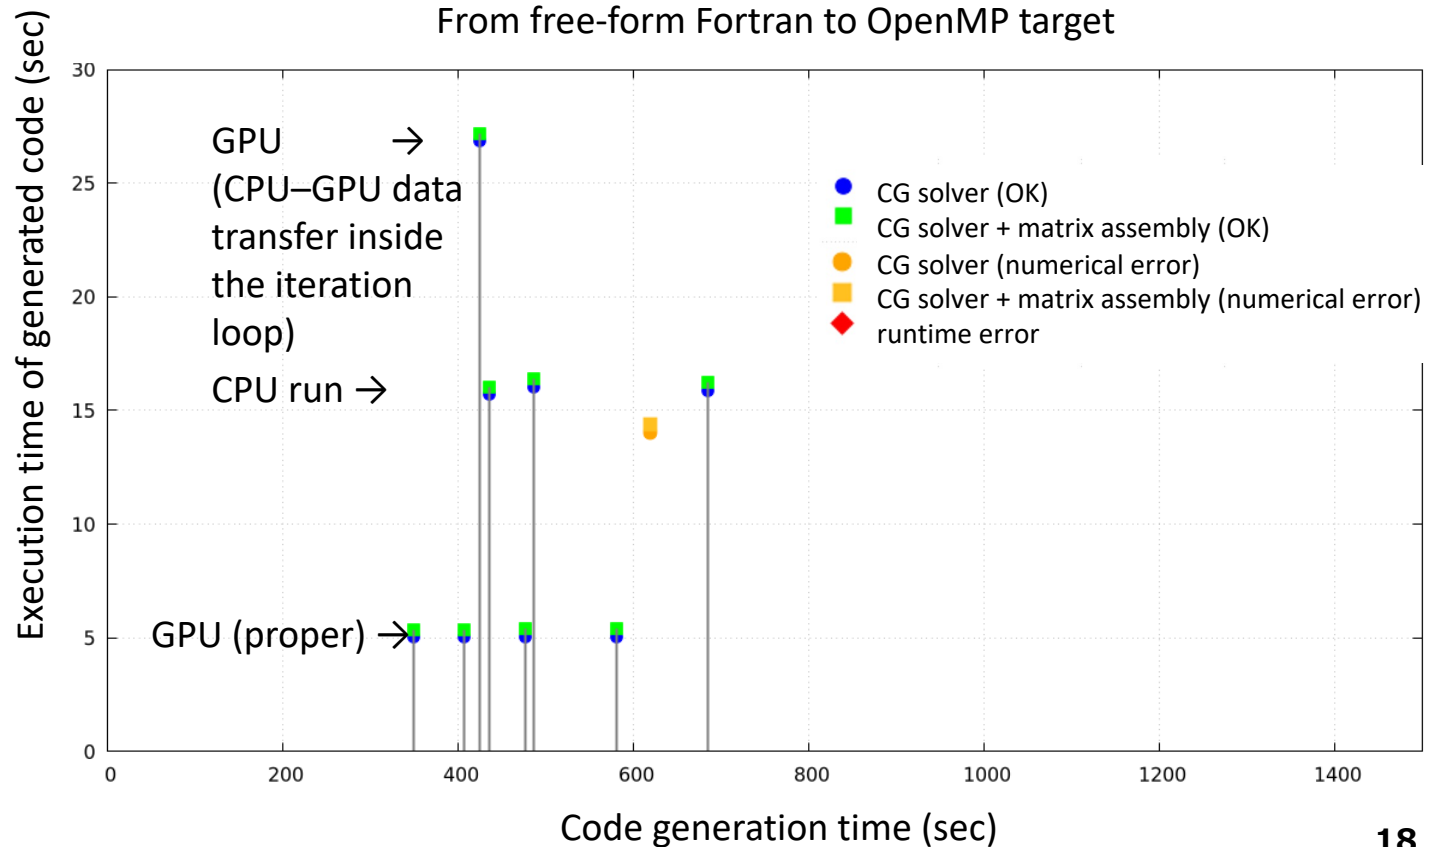 From free-form Fortran to OpenMP target
Execution time of generated code (sec)
30
25
20
15
10
5
0
GPU →
(CPU–GPU data
transfer inside
the iteration
loop)
CPU run →
GPU (proper) →
CG solver (OK)
CG solver + matrix assembly (OK)
CG solver (numerical error)
CG solver + matrix assembly (numerical error)
runtime error
0 200 400 600 800 1000 1200 1400
Code generation time (sec)
18